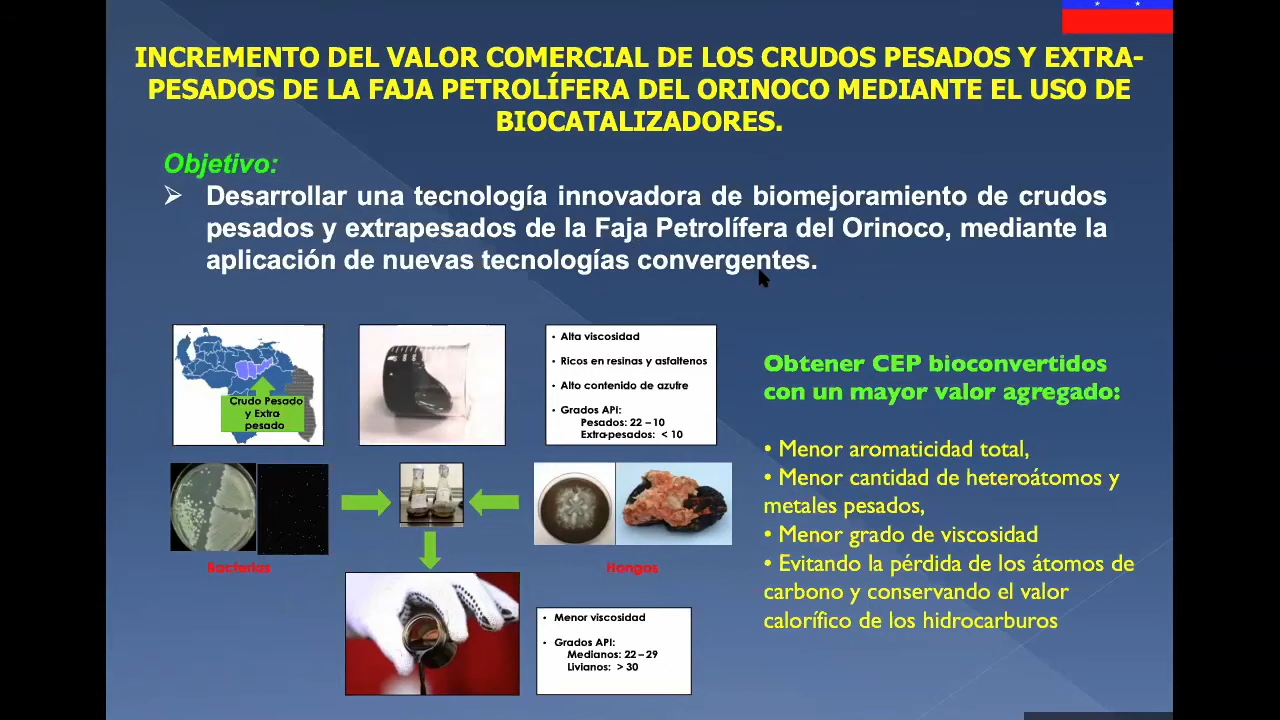 INCREMENTO DEL VALOR COMERCIAL DE LOS CRUDOS PESADOS Y EXTRA-
PESADOS DE LA FAJA PETROLÍFERA DEL ORINOCO MEDIANTE EL USO DE
BIOCATALIZADORES.
Objetivo:
Desarrollar una tecnología innovadora de biomejoramiento de crudos
pesados y extrapesados de la Faja Petrolífera del Orinoco, mediante la
aplicación de nuevas tecnologías convergentes.
Crudo Pesado
y Extra
pesado
• Alta viscosidad
• Ricos en resinas y asfaltenos
• Alto contenido de azufre
• Grados API:
Pesados: 22 – 10
Extra-pesados: < 10
Bacterias
Hongos
• Menor viscosidad
• Grados API:
Medianos: 22 – 29
Livianos: > 30
Obtener CEP bioconvertidos
con un mayor valor agregado:
• Menor aromaticidad total,
• Menor cantidad de heteroátomos y
metales pesados,
• Menor grado de viscosidad
• Evitando la pérdida de los átomos de
carbono y conservando el valor
calorífico de los hidrocarburos